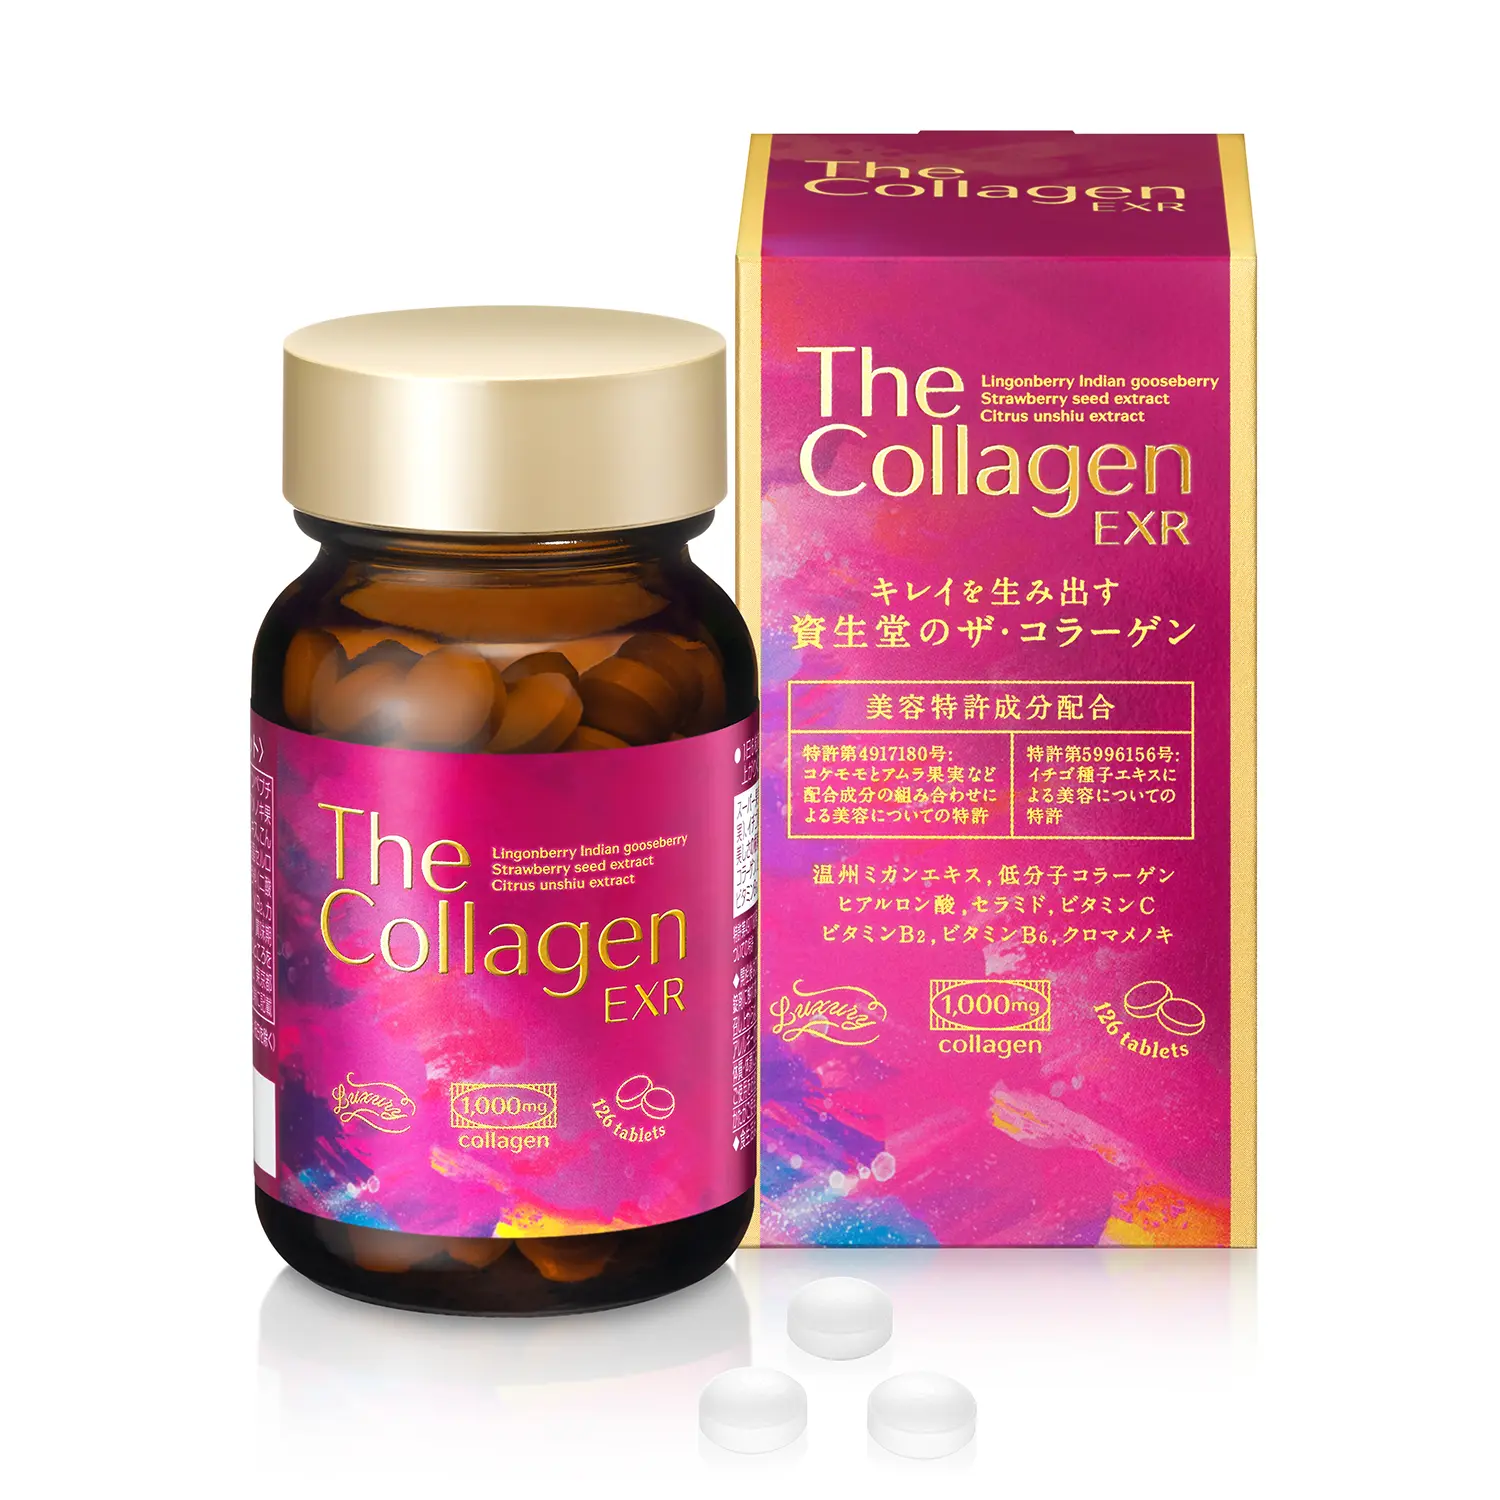 The
Collagen
EXR
The
Collagen
EXR
Lingonberry Indian gooseberry
Strawberry seed extract
Citrus unshiu extract
キレイを生み出す
資生堂のザ・コラーゲン
美容特許成分配合
特許第4917180号:
コケモモとアムラ果実など
配合成分の組み合わせに
よる美容についての特許
特許第5996156号:
イチゴ種子エキスに
よる美容についての
特許
温州ミカンエキス,低分子コラーゲン
ヒアルロン酸,セラミド,ビタミンC
ビタミンB2,ビタミンB6,クロマメノキ
Luxury
1,000mg
collagen
126 tablets
The
Collagen
EXR
Lingonberry Indian gooseberry
Strawberry seed extract
Citrus unshiu extract
Luxury
1,000mg
collagen
126 tablets